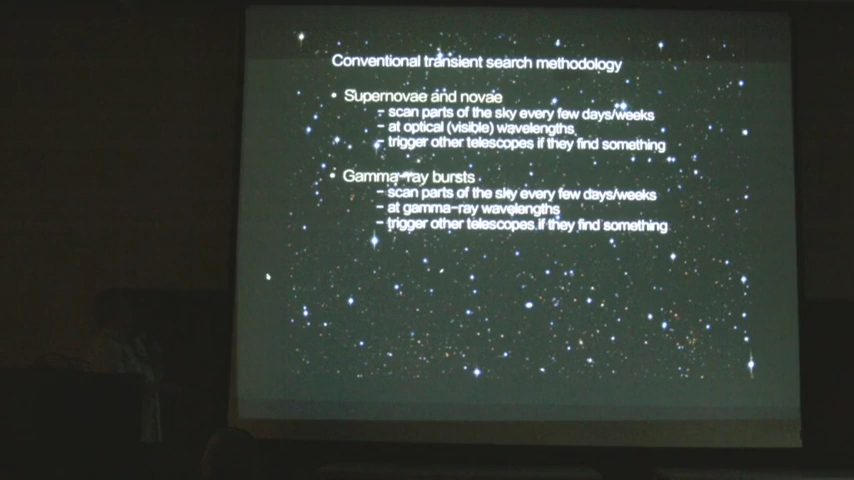 Conventional transient search methodology
• Supernovae and novae
- scan parts of the sky every few days/weeks
- at optical (visible) wavelengths
- trigger other telescopes if they find something
• Gamma-ray bursts
- scan parts of the sky every few days/weeks
- at gamma-ray wavelengths
- trigger other telescopes if they find something